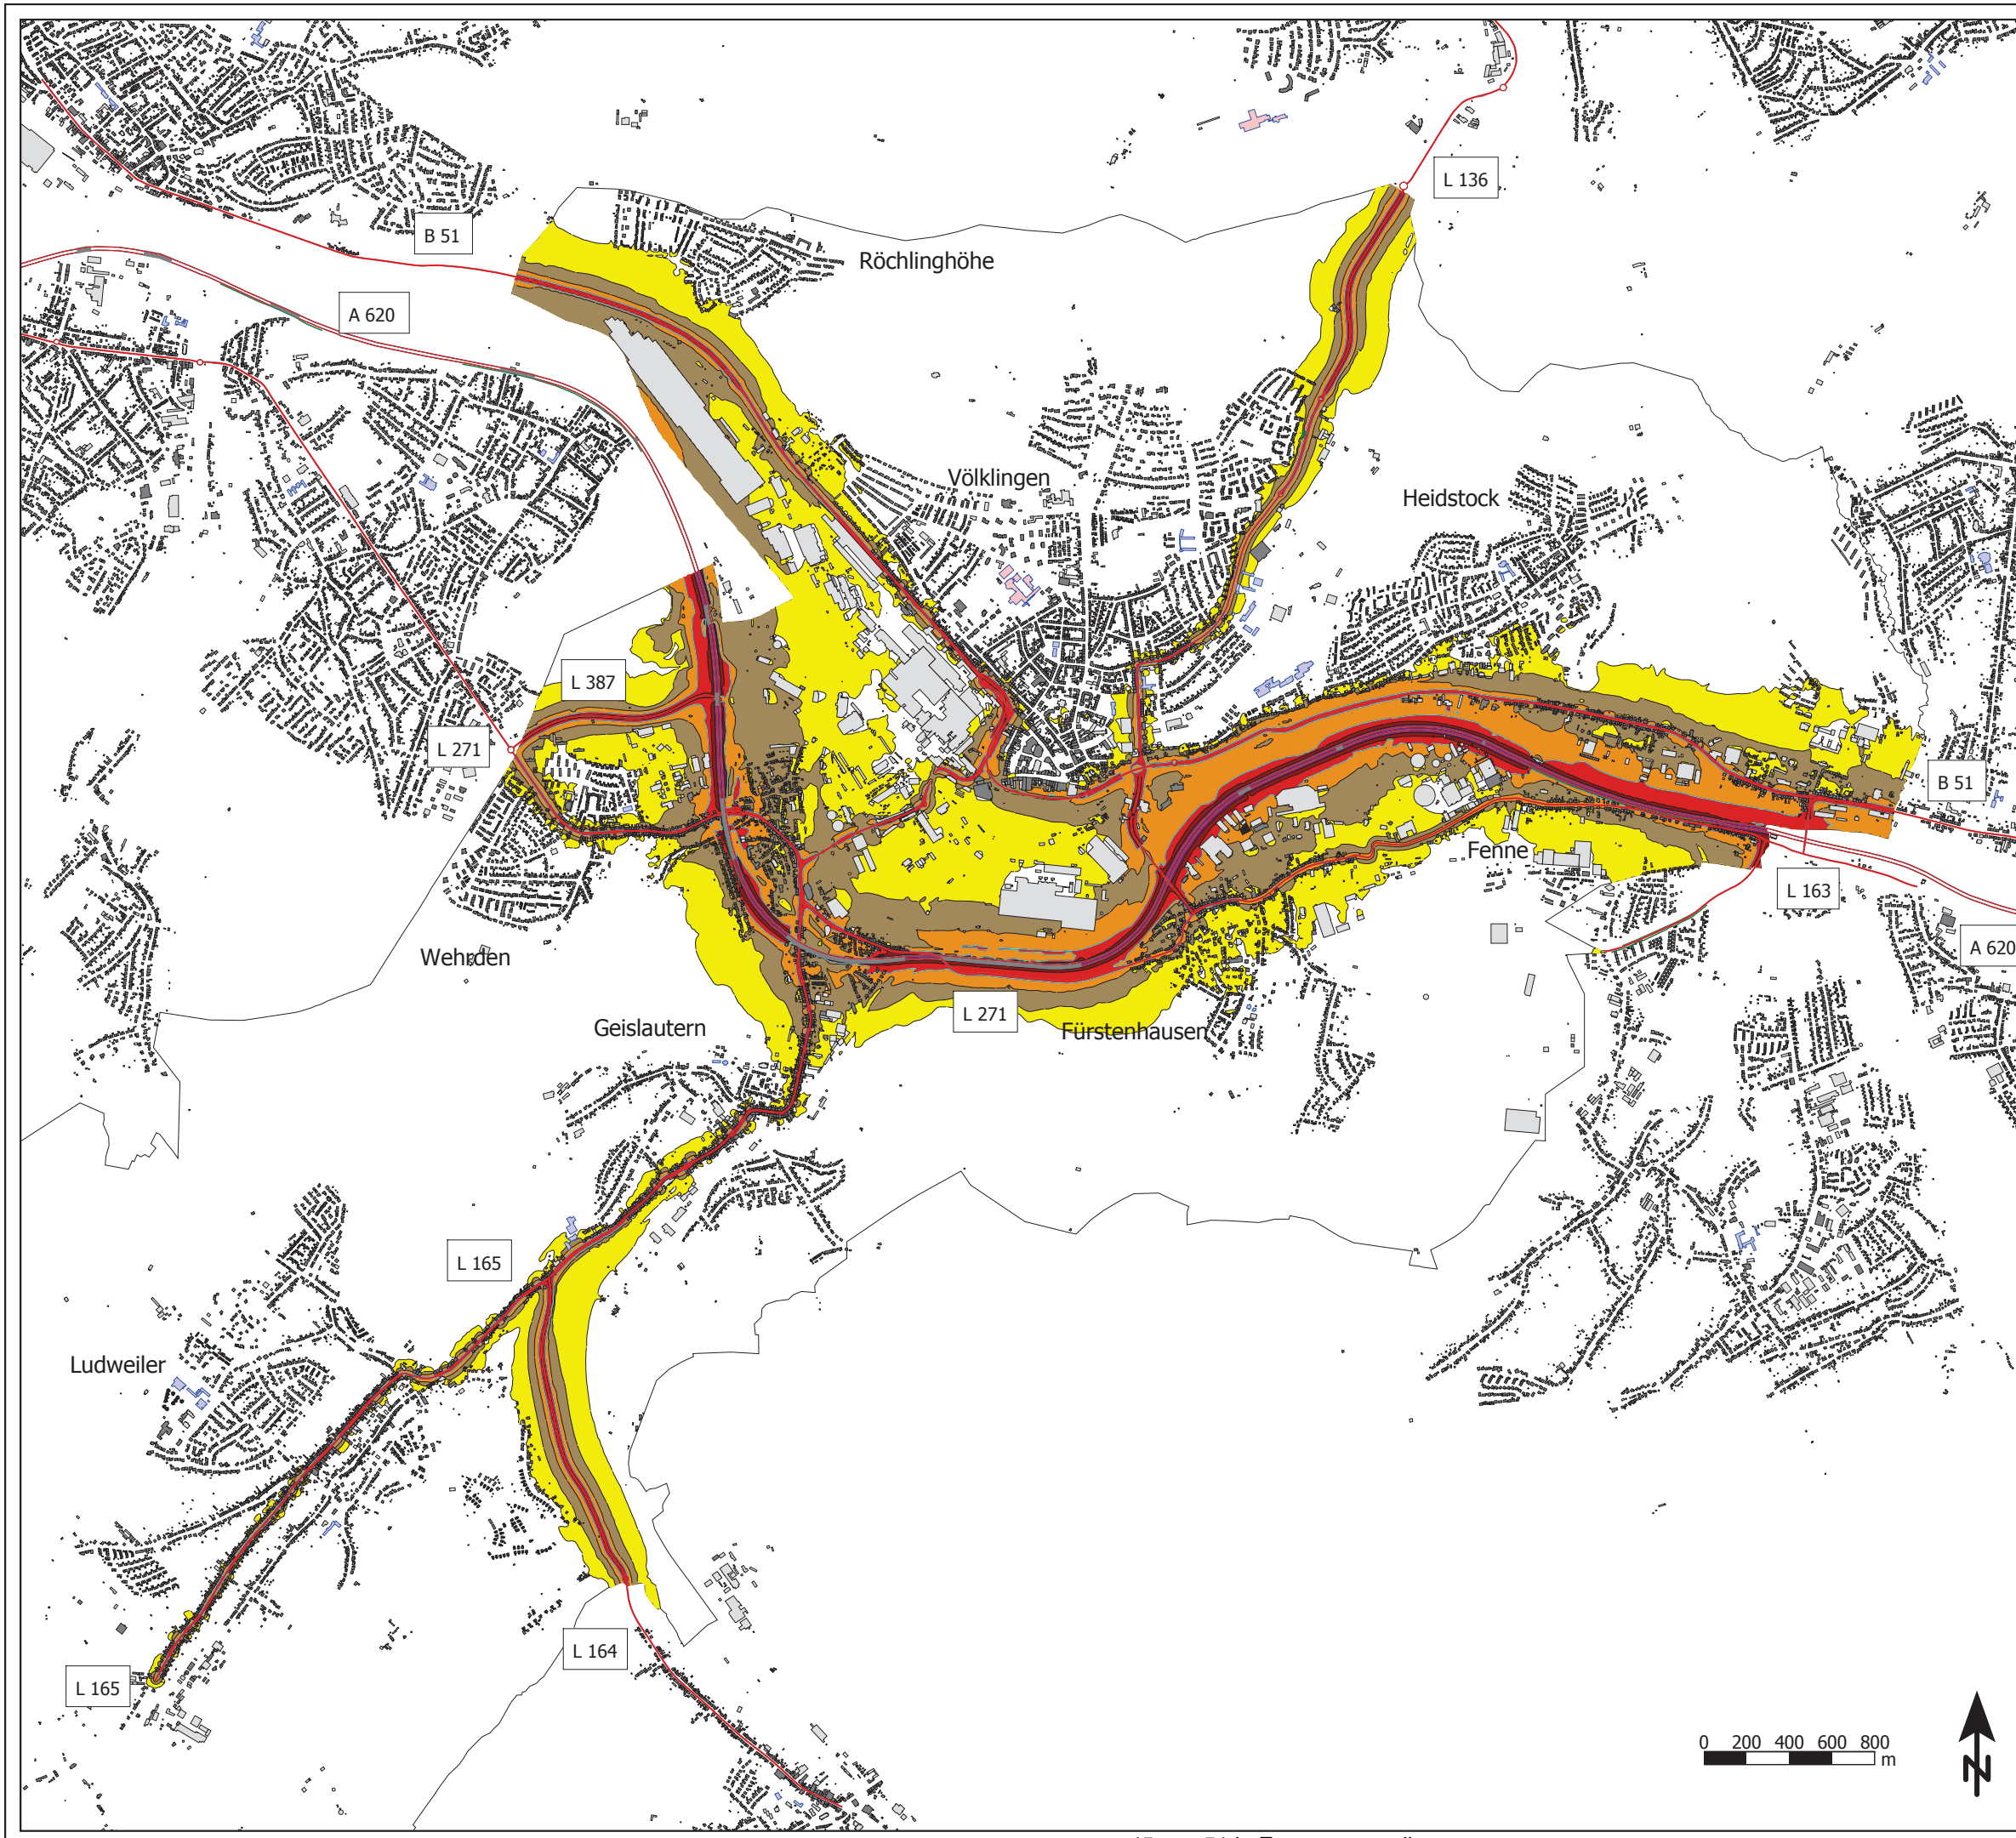 L 136
B 51
Röchlinghöhe
A 620
Völklingen
Heidstock
L 387
L 271
B 51
Fenne
L 163
A 620
Wehrden
L 271
Geislautern
Fürstenhausen
L 165
Ludweiler
L 164
L 165
0 200 400 600 800
m
N